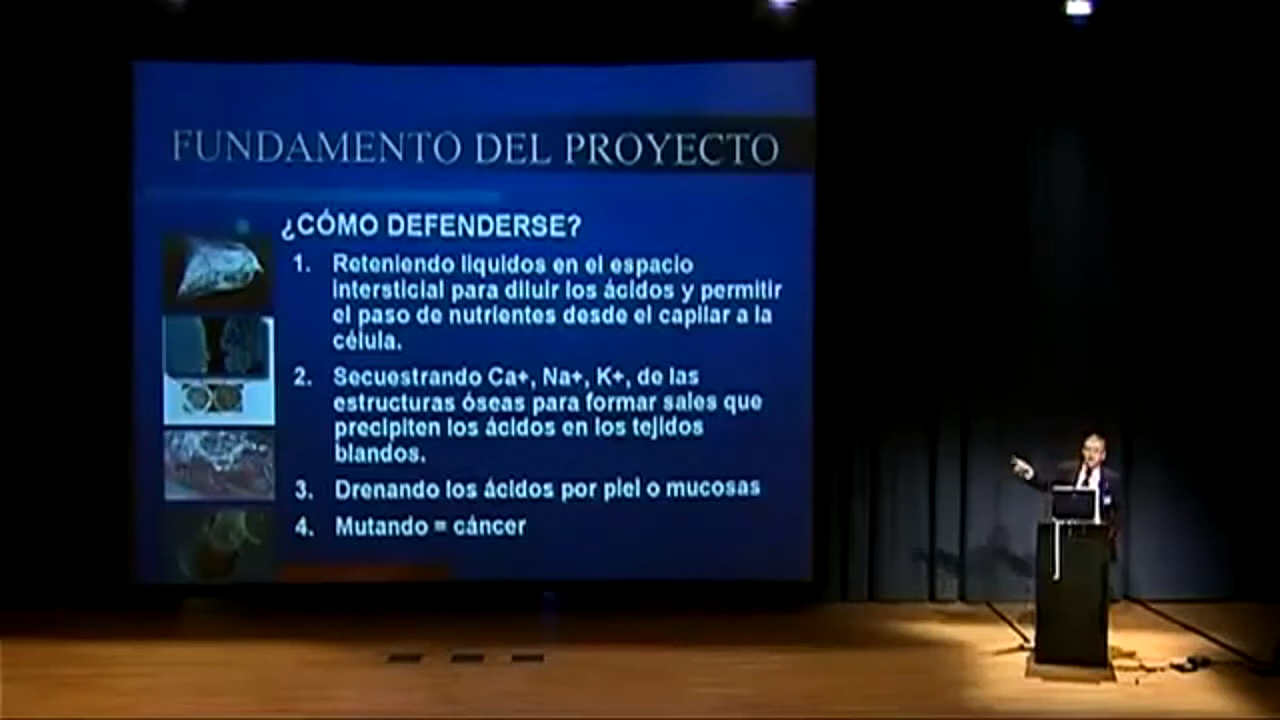 FUNDAMENTO DEL PROYECTO
¿CÓMO DEFENDERSE?
1. Reteniendo liquidos en el espacio
intersticial para diluir los ácidos y permitir
el paso de nutrientes desde el capilar a la
célula.
2. Secuestrando Ca+, Na+, K+, de las
estructuras óseas para formar sales que
precipiten los ácidos en los tejidos
blandos.
3. Drenando los ácidos por piel o mucosas
4. Mutando = cáncer